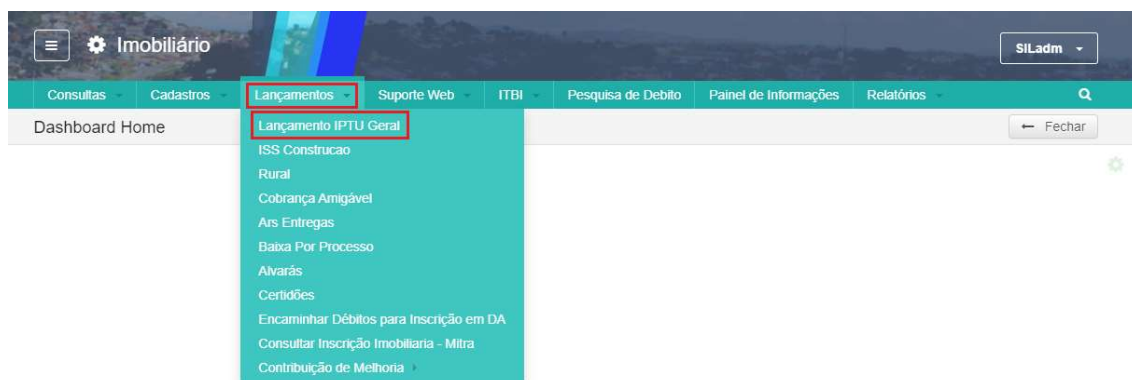 Imobiliário
SILadm
Consultas Cadastros Lançamentos Suporte Web ITBI Pesquisa de Debito Painel de Informações Relatórios
Dashboard Home
Fechar
Lançamento IPTU Geral
ISS Construcao
Rural
Cobrança Amigável
Ars Entregas
Baixa Por Processo
Alvarás
Certidões
Encaminhar Débitos para Inscrição em DA
Consultar Inscrição Imobiliaria - Mitra
Contribuição de Melhoria